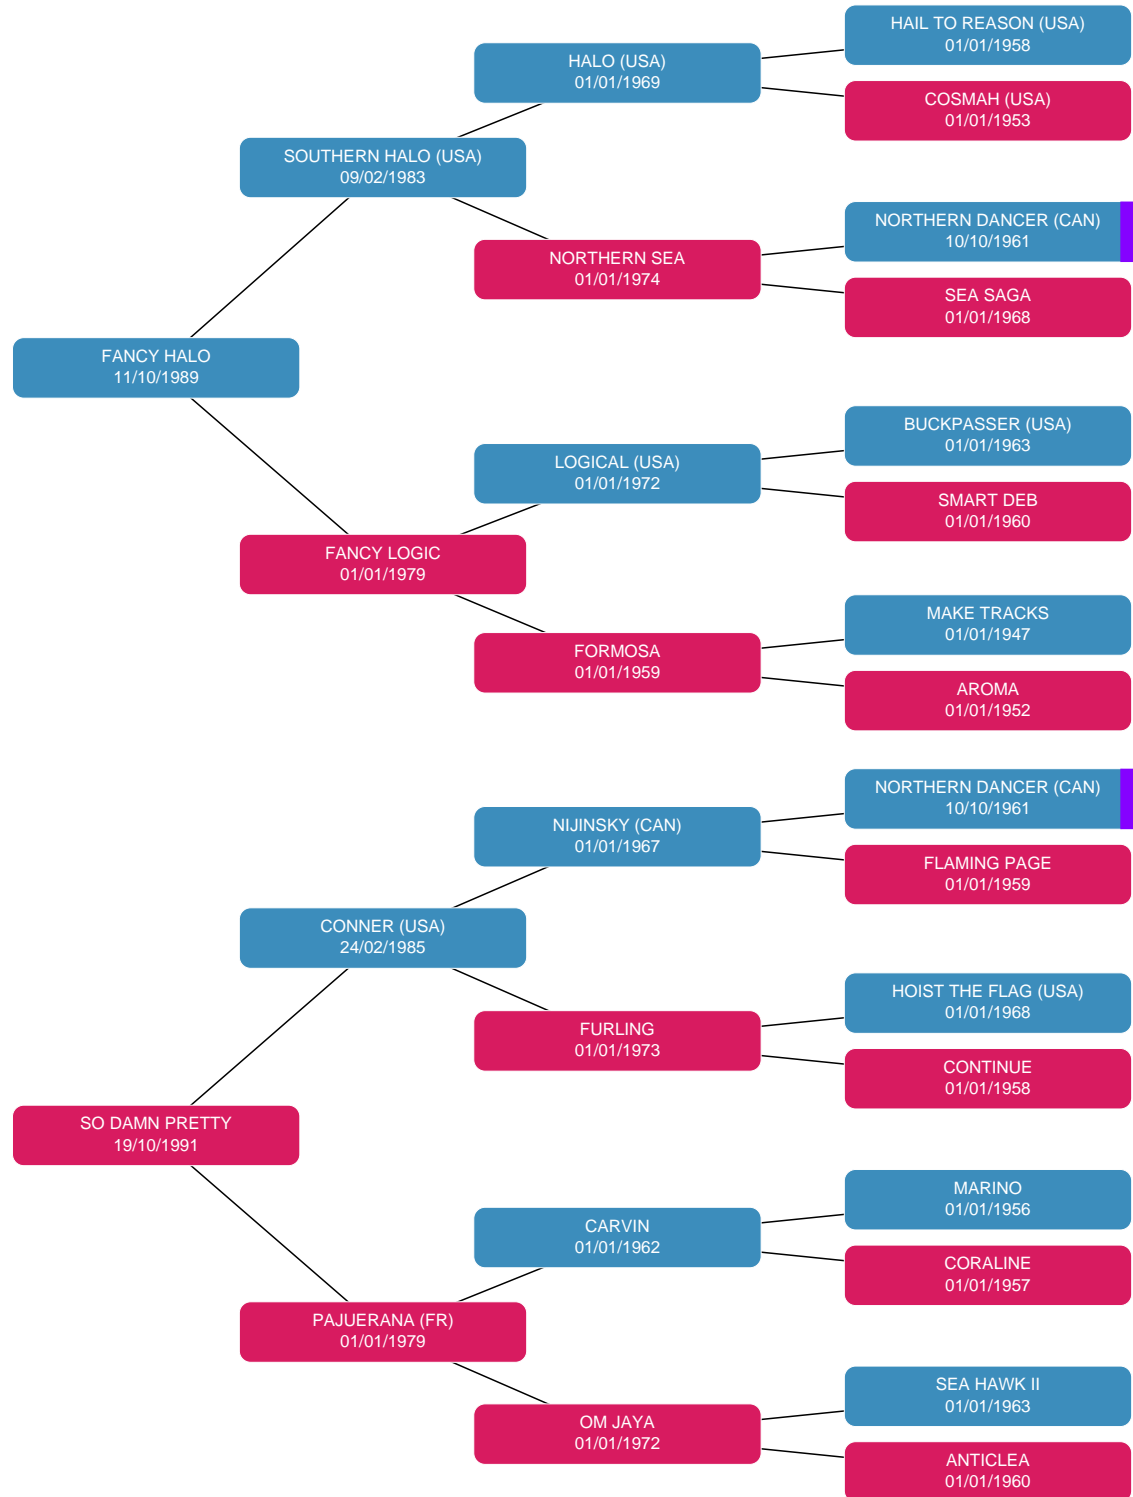 HAIL TO REASON (USA)
01/01/1958
HALO (USA)
01/01/1969
COSMAH (USA)
01/01/1953
SOUTHERN HALO (USA)
09/02/1983
NORTHERN DANCER (CAN)
10/10/1961
NORTHERN SEA
01/01/1974
SEA SAGA
01/01/1968
FANCY HALO
11/10/1989
BUCKPASSER (USA)
01/01/1963
LOGICAL (USA)
01/01/1972
SMART DEB
01/01/1960
FANCY LOGIC
01/01/1979
MAKE TRACKS
01/01/1947
FORMOSA
01/01/1959
AROMA
01/01/1952
NORTHERN DANCER (CAN)
10/10/1961
NIJINSKY (CAN)
01/01/1967
FLAMING PAGE
01/01/1959
CONNER (USA)
24/02/1985
HOIST THE FLAG (USA)
01/01/1968
FURLING
01/01/1973
CONTINUE
01/01/1958
SO DAMN PRETTY
19/10/1991
MARINO
01/01/1956
CARVIN
01/01/1962
CORALINE
01/01/1957
PAJUERANA (FR)
01/01/1979
SEA HAWK II
01/01/1963
OM JAYA
01/01/1972
ANTICLEA
01/01/1960